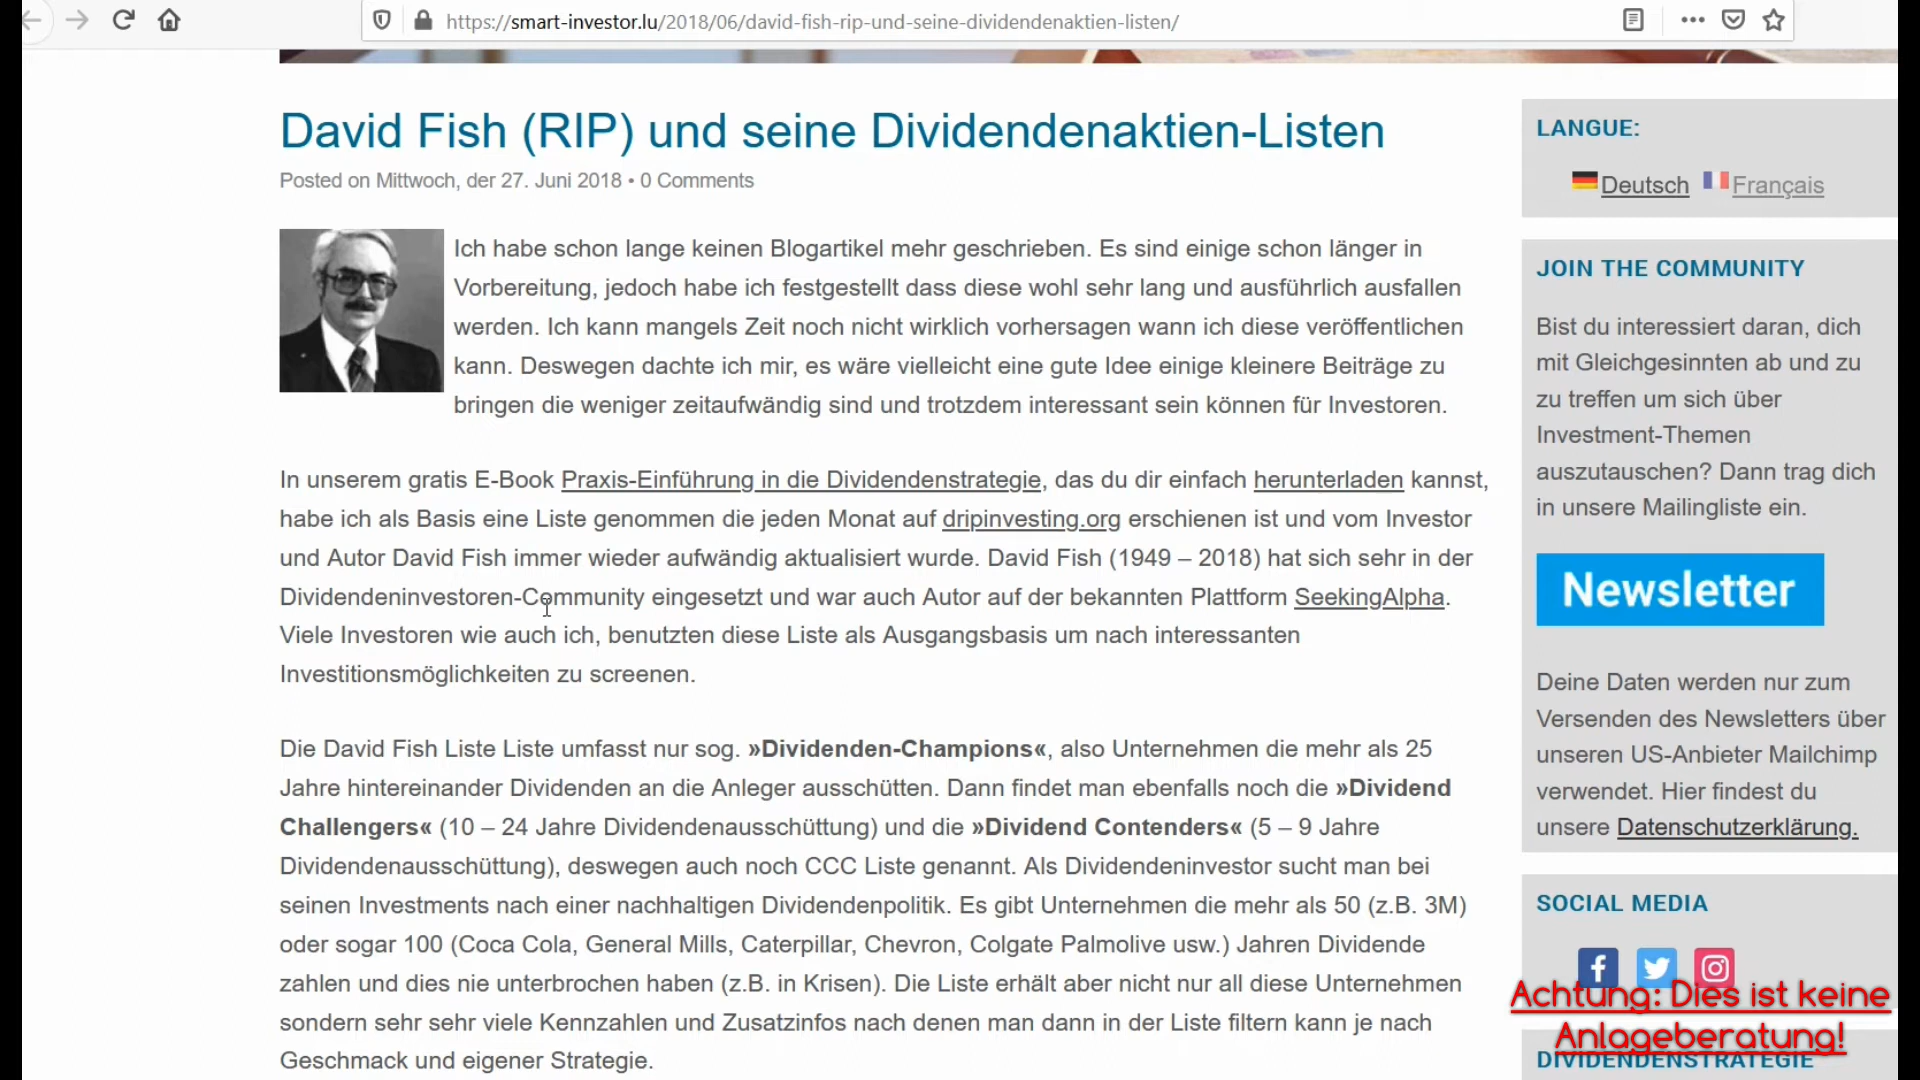 https://smart-investor.lu/2018/06/david-fish-rip-und-seine-dividendenaktien-listen/
David Fish (RIP) und seine Dividendenaktien-Listen
Posted on Mittwoch, der 27. Juni 2018 • 0 Comments
Ich habe schon lange keinen Blogartikel mehr geschrieben. Es sind einige schon länger in
Vorbereitung, jedoch habe ich festgestellt dass diese wohl sehr lang und ausführlich ausfallen
werden. Ich kann mangels Zeit noch nicht wirklich vorhersagen wann ich diese veröffentlichen
kann. Deswegen dachte ich mir, es wäre vielleicht eine gute Idee einige kleinere Beiträge zu
bringen die weniger zeitaufwändig sind und trotzdem interessant sein können für Investoren.
In unserem gratis E-Book Praxis-Einführung in die Dividendenstrategie, das du dir einfach herunterladen kannst,
habe ich als Basis eine Liste genommen die jeden Monat auf dripinvesting.org erschienen ist und vom Investor
und Autor David Fish immer wieder aufwändig aktualisiert wurde. David Fish (1949 – 2018) hat sich sehr in der
Dividendeninvestoren-Community eingesetzt und war auch Autor auf der bekannten Plattform SeekingAlpha.
Viele Investoren wie auch ich, benutzten diese Liste als Ausgangsbasis um nach interessanten
Investitionsmöglichkeiten zu screenen.
Die David Fish Liste Liste umfasst nur sog. »Dividenden-Champions«, also Unternehmen die mehr als 25
Jahre hintereinander Dividenden an die Anleger ausschütten. Dann findet man ebenfalls noch die »Dividend
Challengers« (10 – 24 Jahre Dividendenausschüttung) und die »Dividend Contenders« (5 – 9 Jahre
Dividendenausschüttung), deswegen auch noch CCC Liste genannt. Als Dividendeninvestor sucht man bei
seinen Investments nach einer nachhaltigen Dividendenpolitik. Es gibt Unternehmen die mehr als 50 (z.B. 3M)
oder sogar 100 (Coca Cola, General Mills, Caterpillar, Chevron, Colgate Palmolive usw.) Jahren Dividende
zahlen und dies nie unterbrochen haben (z.B. in Krisen). Die Liste erhält aber nicht nur all diese Unternehmen
sondern sehr sehr viele Kennzahlen und Zusatzinfos nach denen man dann in der Liste filtern kann je nach
Geschmack und eigener Strategie.
LANGUE:
Deutsch Français
JOIN THE COMMUNITY
Bist du interessiert daran, dich
mit Gleichgesinnten ab und zu
zu treffen um sich über
Investment-Themen
auszutauschen? Dann trag dich
in unsere Mailingliste ein.
Newsletter
Deine Daten werden nur zum
Versenden des Newsletters über
unseren US-Anbieter Mailchimp
verwendet. Hier findest du
unsere Datenschutzerklärung.
SOCIAL MEDIA
Achtung: Dies ist keine
Anlageberatung!
DIVIDENDENSTRATEGIE